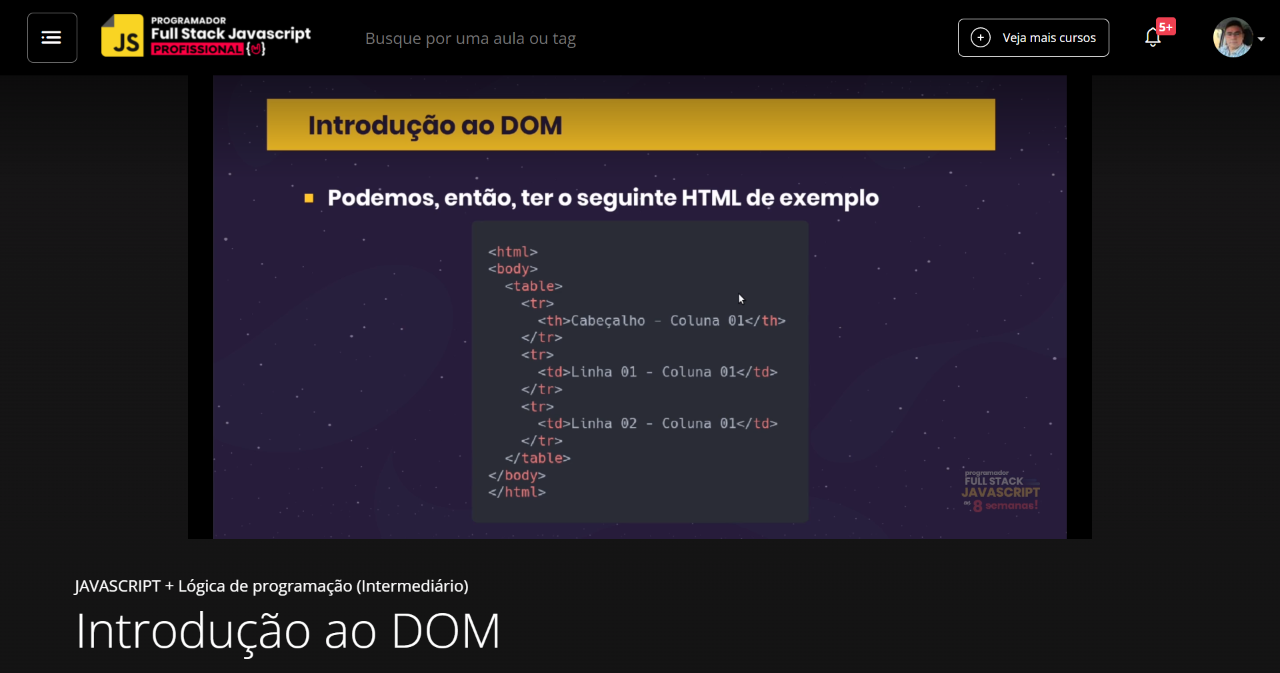 PROGRAMADOR
Full Stack Javascript
PROFISSIONAL
JS
Busque por uma aula ou tag
Veja mais cursos
5+
Introdução ao DOM
Podemos, então, ter o seguinte HTML de exemplo
<html>
<body>
<table>
<tr>
<th>Cabeçalho - Coluna 01</th>
</tr>
<tr>
<td>Linha 01 - Coluna 01</td>
</tr>
<tr>
<td>Linha 02 - Coluna 01</td>
</tr>
</table>
</body>
</html>
programador
FULL STACK
JAVASCRIPT
em 8 semanas!
JAVASCRIPT + Lógica de programação (Intermediário)
Introdução ao DOM